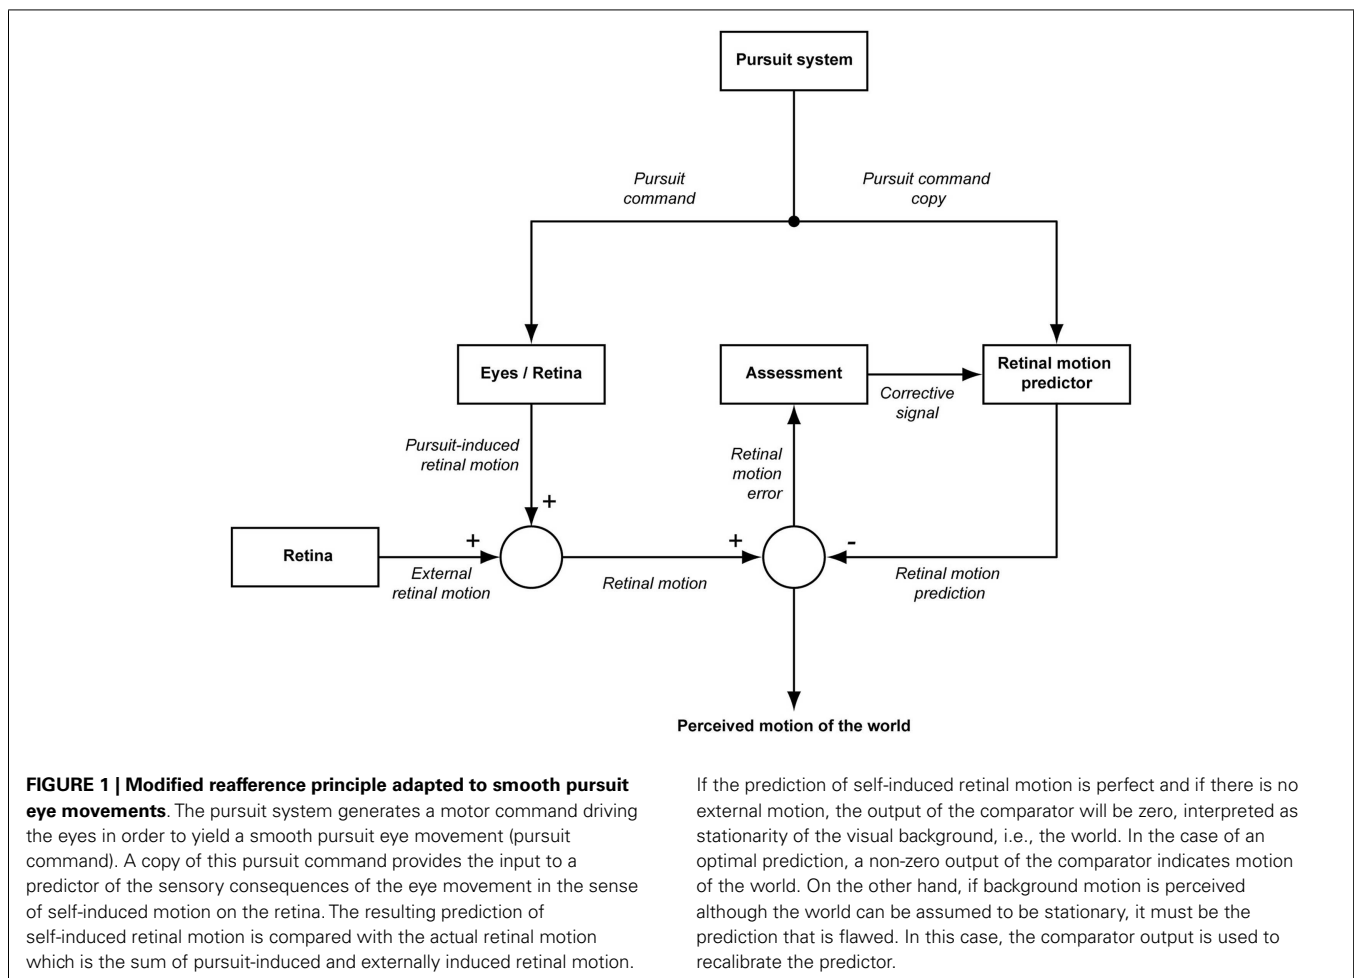 Pursuit system
Pursuit
command
Pursuit command
copy
Eyes / Retina
Assessment
Retinal motion
predictor
Corrective
signal
Pursuit-induced
retinal motion
Retinal
motion
error
+
Retina
+
External
retinal motion
Retinal motion
+
-
Retinal motion
prediction
Perceived motion of the world
FIGURE 1 | Modified reafference principle adapted to smooth pursuit
eye movements. The pursuit system generates a motor command driving
the eyes in order to yield a smooth pursuit eye movement (pursuit
command). A copy of this pursuit command provides the input to a
predictor of the sensory consequences of the eye movement in the sense
of self-induced motion on the retina. The resulting prediction of
self-induced retinal motion is compared with the actual retinal motion
which is the sum of pursuit-induced and externally induced retinal motion.
If the prediction of self-induced retinal motion is perfect and if there is no
external motion, the output of the comparator will be zero, interpreted as
stationarity of the visual background, i.e., the world. In the case of an
optimal prediction, a non-zero output of the comparator indicates motion
of the world. On the other hand, if background motion is perceived
although the world can be assumed to be stationary, it must be the
prediction that is flawed. In this case, the comparator output is used to
recalibrate the predictor.